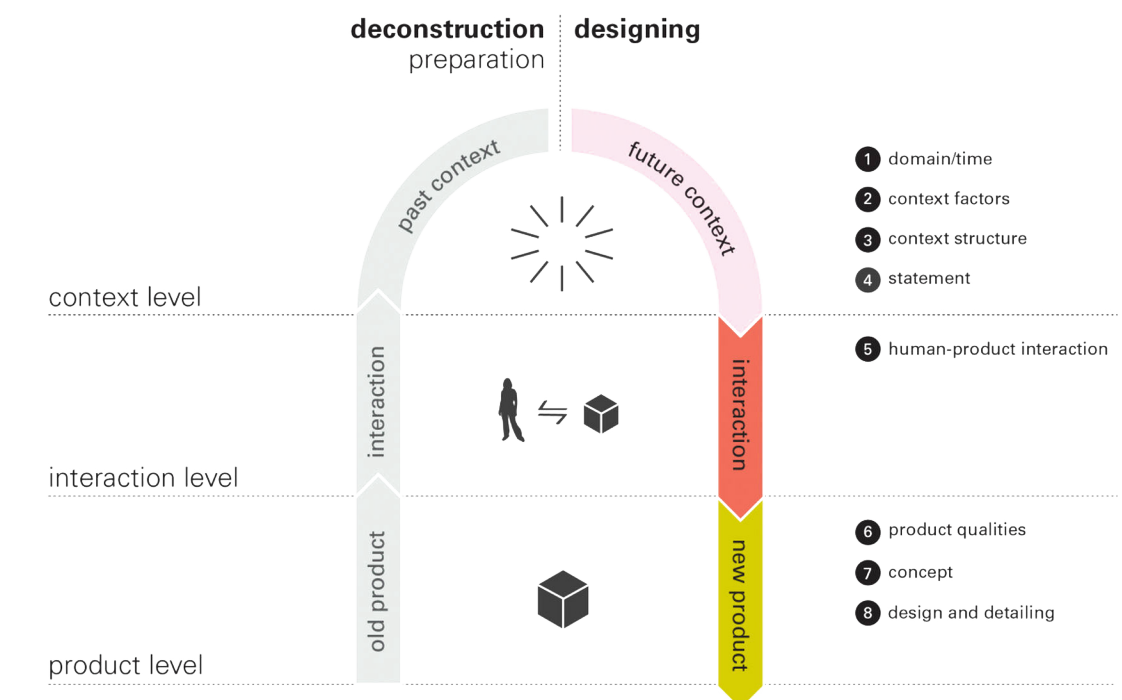 deconstruction
preparation
designing
past context
future context
1 domain/time
2 context factors
3 context structure
4 statement
context level
interaction
interaction
5 human-product interaction
interaction level
old product
new product
6 product qualities
7 concept
8 design and detailing
product level